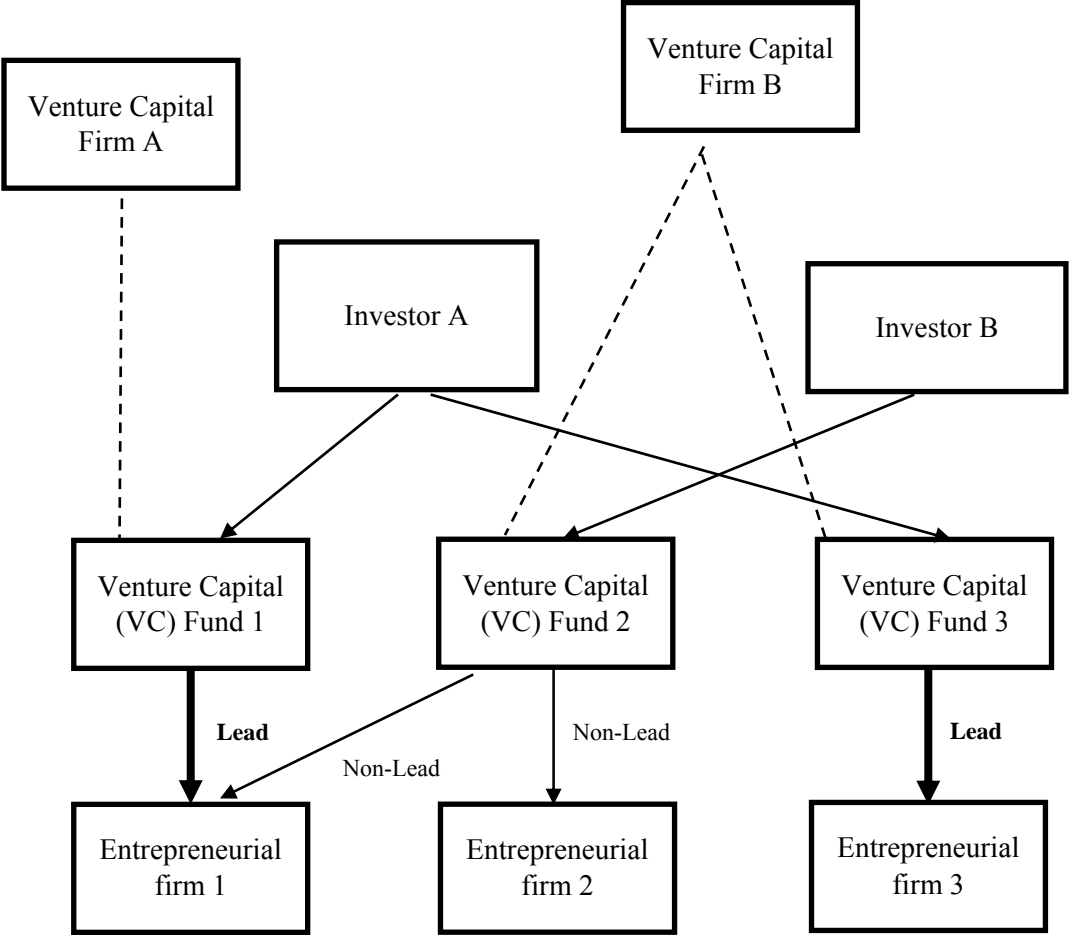 Venture Capital
Firm B
Venture Capital
Firm A
Investor A
Investor B
Venture Capital
(VC) Fund 1
Venture Capital
(VC) Fund 2
Venture Capital
(VC) Fund 3
Lead
Non-Lead
Non-Lead
Lead
Entrepreneurial
firm 1
Entrepreneurial
firm 2
Entrepreneurial
firm 3